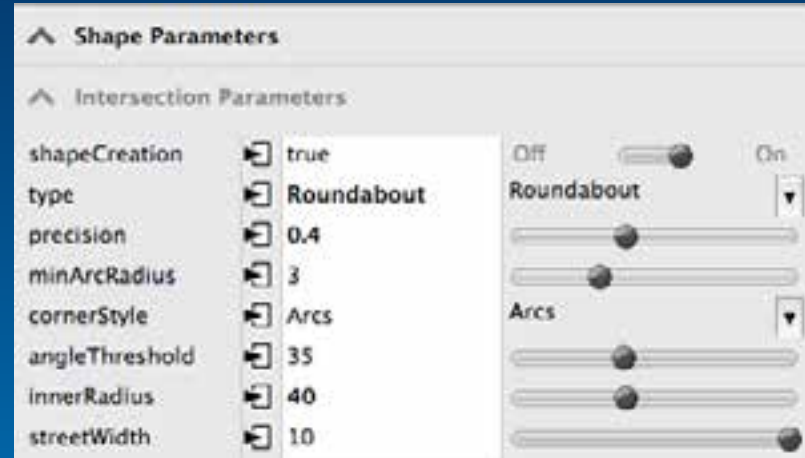 Shape Parameters
Intersection Parameters
shapeCreation true Off On
type Roundabout Roundabout
precision 0.4
minArcRadius 3
cornerStyle Arcs Arcs
angleThreshold 35
innerRadius 40
streetWidth 10